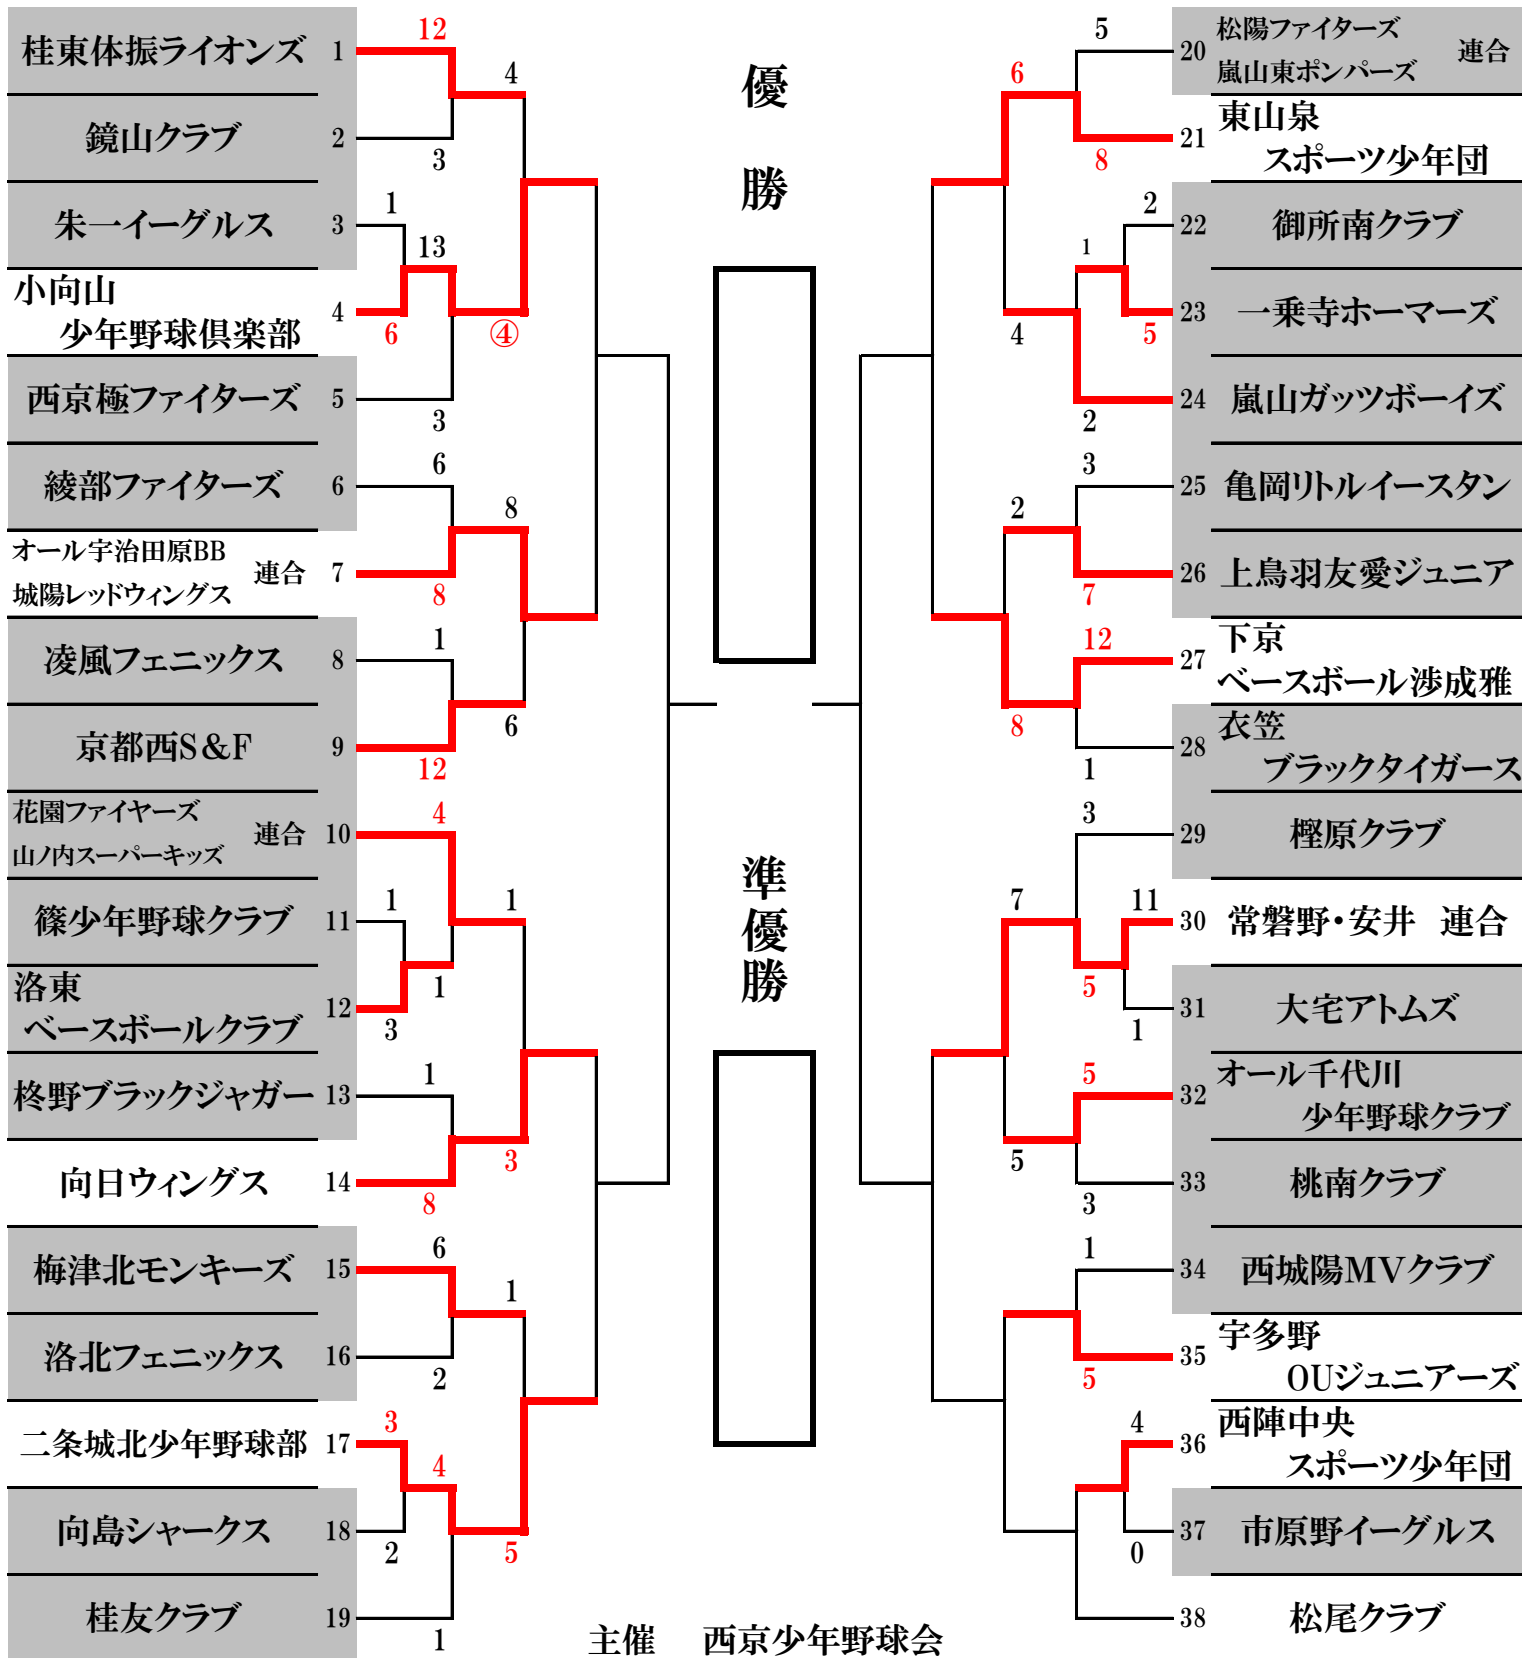 桂東体振ライオンズ 1
鏡山クラブ 2
朱一イーグルス 3
小向山
少年野球倶楽部 4
西京極ファイターズ 5
綾部ファイターズ 6
オール宇治田原BB
城陽レッドウィングス 連合 7
凌風フェニックス 8
京都西S&F 9
花園ファイヤーズ
山ノ内スーパーキッズ 連合 10
篠少年野球クラブ 11
洛東
ベースボールクラブ 12
柊野ブラックジャガー 13
向日ウィングス 14
梅津北モンキーズ 15
洛北フェニックス 16
二条城北少年野球部 17
向島シャークス 18
桂友クラブ 19
12
3
4
1
13
6
④
3
6
8
8
1
6
12
4
1
1
1
3
1
3
8
6
1
2
3
4
2
5
1
優
勝
準
優
勝
主催 西京少年野球会
5
6
8
2
1
5
4
2
3
2
7
12
8
1
3
7
11
5
1
5
5
3
1
5
4
0
20 松陽ファイターズ
嵐山東ポンパーズ 連合
21 東山泉
スポーツ少年団
22 御所南クラブ
23 一乗寺ホーマーズ
24 嵐山ガッツボーイズ
25 亀岡リトルイースタン
26 上鳥羽友愛ジュニア
27 下京
ベースボール渉成雅
28 衣笠
ブラックタイガース
29 樫原クラブ
30 常磐野・安井 連合
31 大宅アトムズ
32 オール千代川
少年野球クラブ
33 桃南クラブ
34 西城陽MVクラブ
35 宇多野
OUジュニアーズ
36 西陣中央
スポーツ少年団
37 市原野イーグルス
38 松尾クラブ